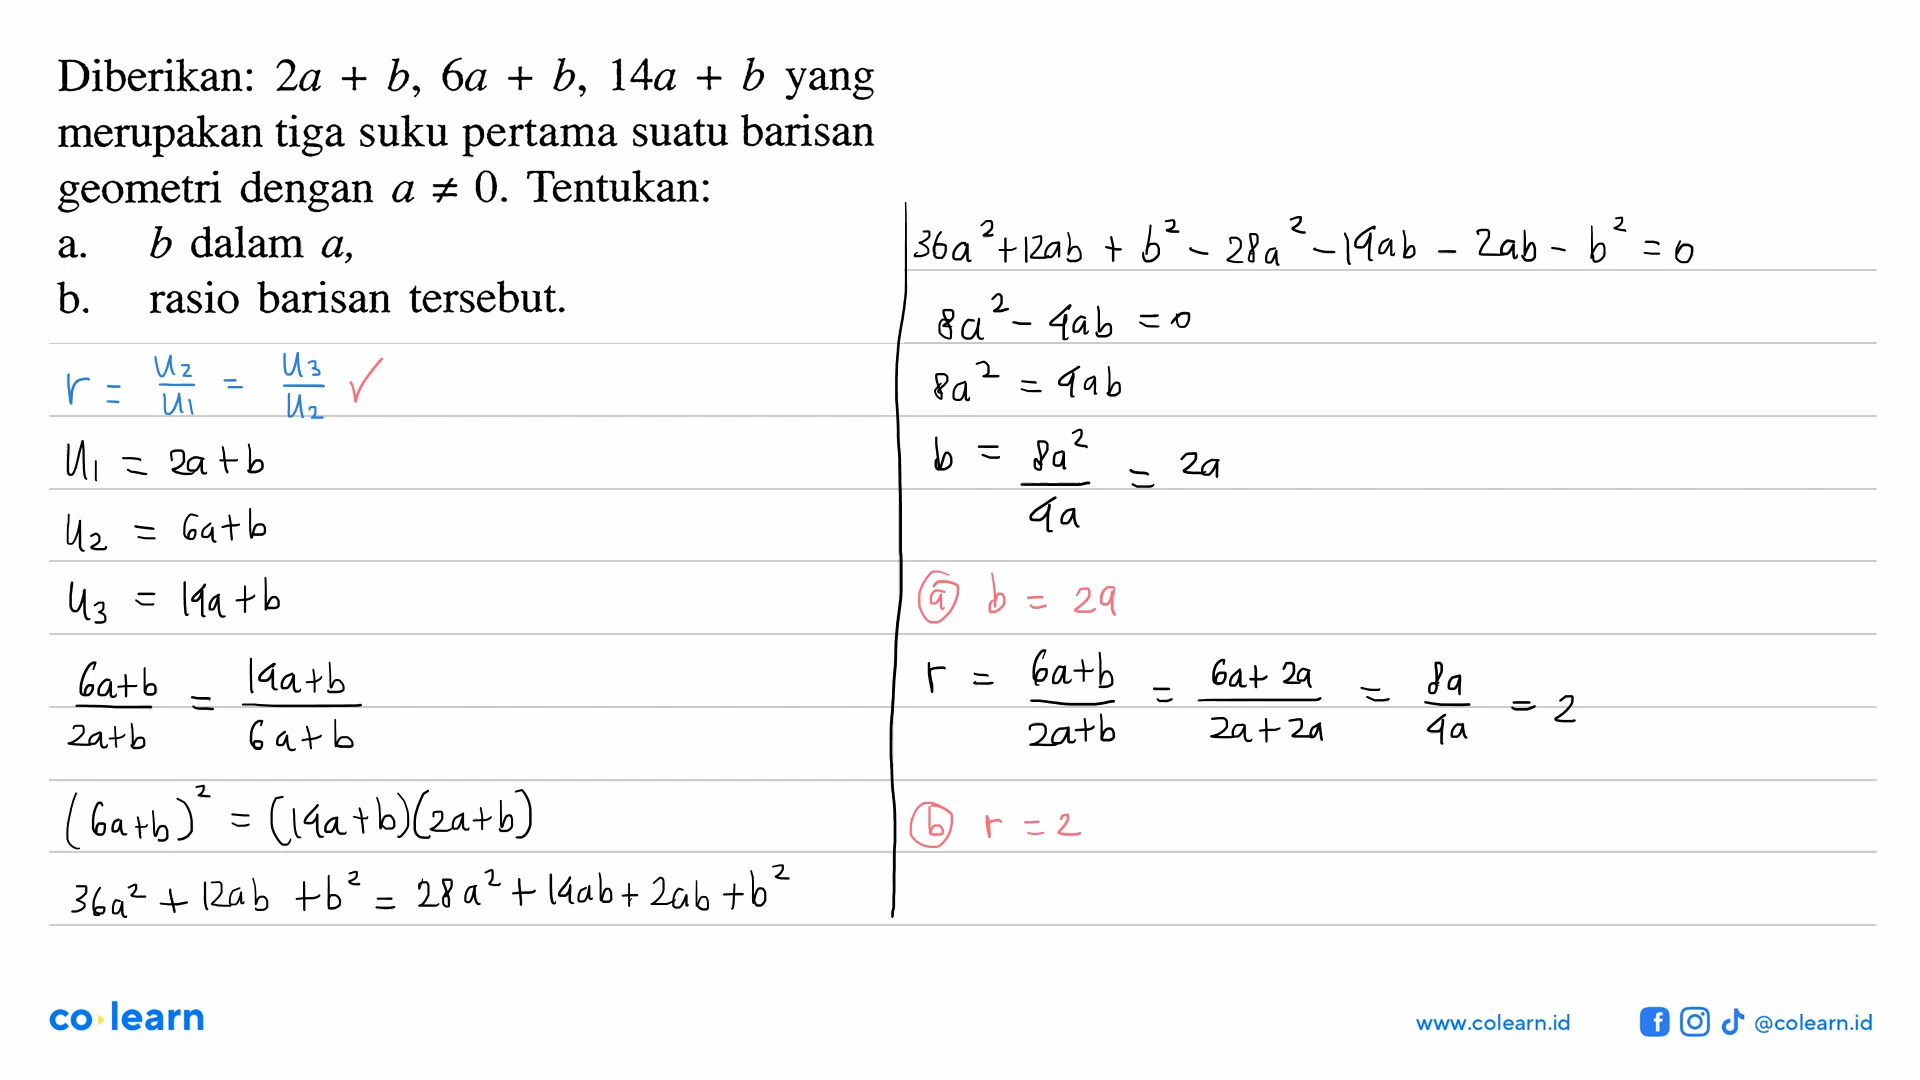 Diberikan: 2a + b, 6a + b, 14a + b yang
merupakan tiga suku pertama suatu barisan
geometri dengan a ≠ 0. Tentukan:
a. b dalam a,
b. rasio barisan tersebut.
r = U2/U1 = U3/U2 ✓
U1 = 2a+b
U2 = 6a+b
U3 = 14a+b
(6a+b)/(2a+b) = (14a+b)/(6a+b)
(6a+b)² = (14a+b)(2a+b)
36a² + 12ab + b² = 28a² + 14ab + 2ab + b²
36a² + 12ab + b² - 28a² - 14ab - 2ab - b² = 0
8a² - 4ab = 0
8a² = 4ab
b = 8a²/4a = 2a
(a) b = 2a
r = (6a+b)/(2a+b) = (6a+2a)/(2a+2a) = 8a/4a = 2
(b) r = 2
co learn
www.colearn.id
@colearn.id